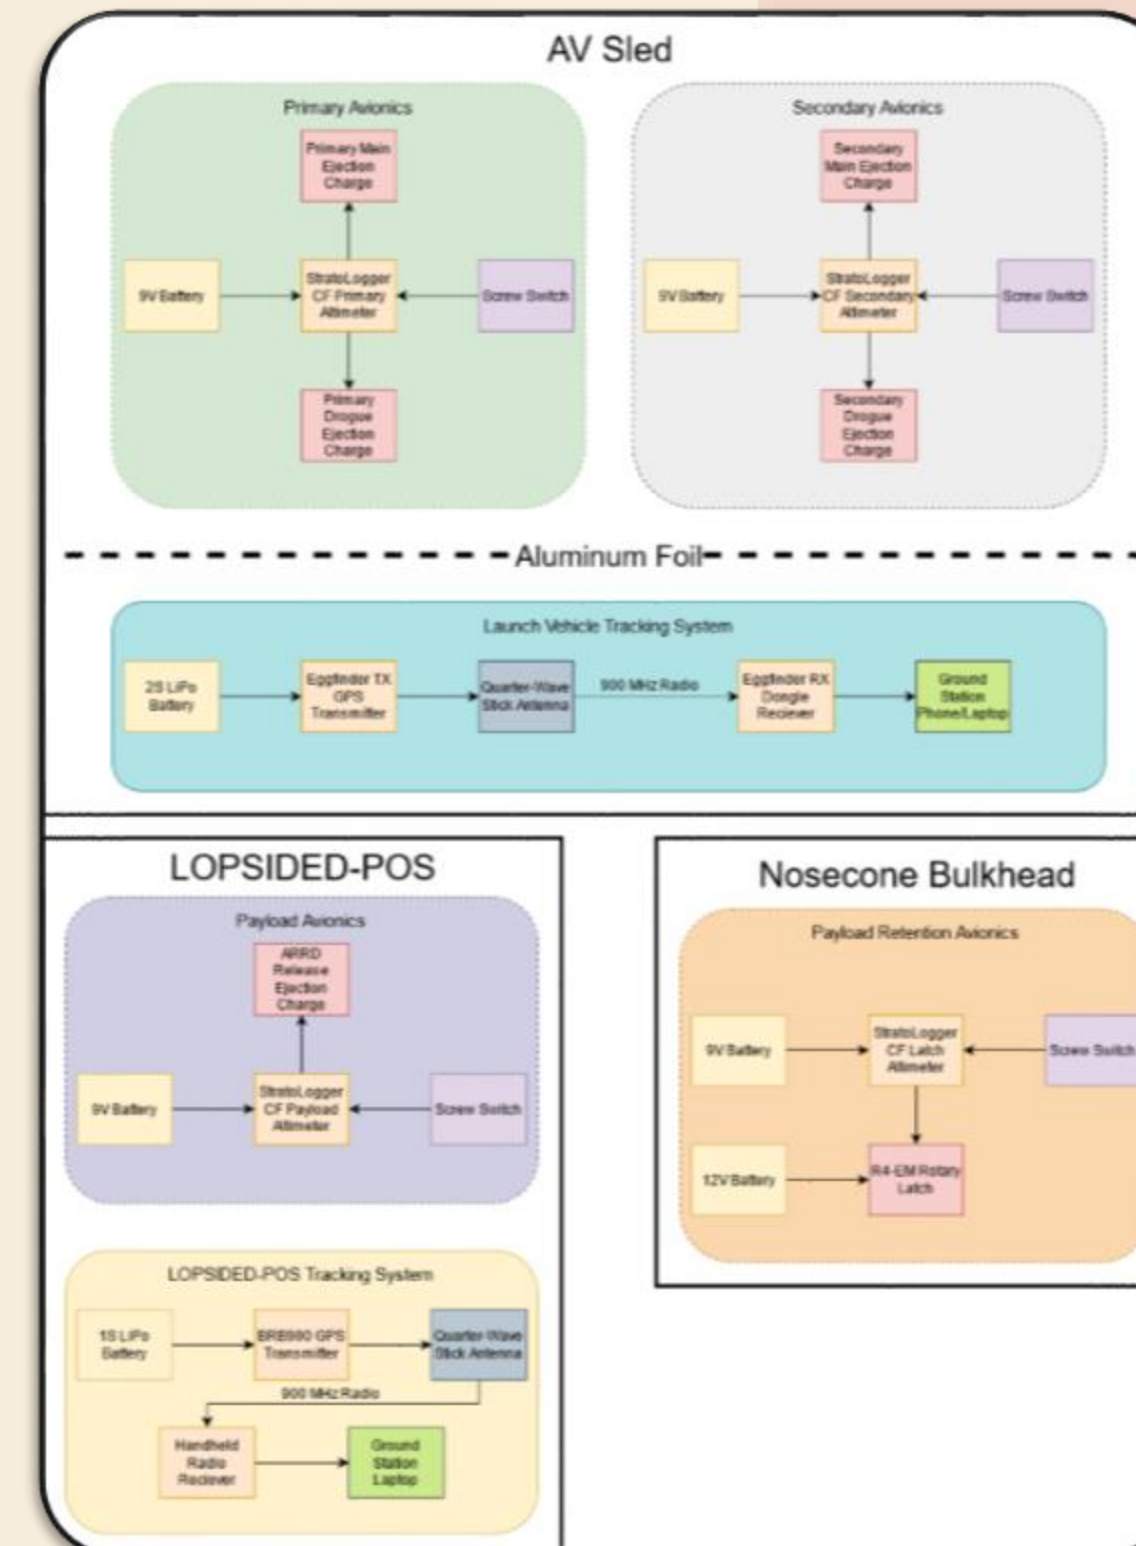 AV Sled
Primary Avionics
Primary Main
Ejection
Charge
9V Battery
StratoLogger
CF Primary
Altimeter
Screw Switch
Primary
Drogue
Ejection
Charge
Secondary Avionics
Secondary
Main Ejection
Charge
9V Battery
StratoLogger
CF Secondary
Altimeter
Screw Switch
Secondary
Drogue
Ejection
Charge
Aluminum Foil
Launch Vehicle Tracking System
2S LiPo
Battery
Eggfinder TX
GPS
Transmitter
Quarter-Wave
Stick Antenna
900 MHz Radio
Eggfinder RX
Dongle
Reciever
Ground
Station
Phone/Laptop
LOPSIDED-POS
Payload Avionics
ARRD
Release
Ejection
Charge
9V Battery
StratoLogger
CF Payload
Altimeter
Screw Switch
LOPSIDED-POS Tracking System
1S LiPo
Battery
BRB900 GPS
Transmitter
Quarter-Wave
Stick Antenna
900 MHz Radio
Handheld
Radio
Reciever
Ground
Station
Laptop
Nosecone Bulkhead
Payload Retention Avionics
9V Battery
StratoLogger
CF Latch
Altimeter
Screw Switch
12V Battery
R4-EM Rotary
Latch